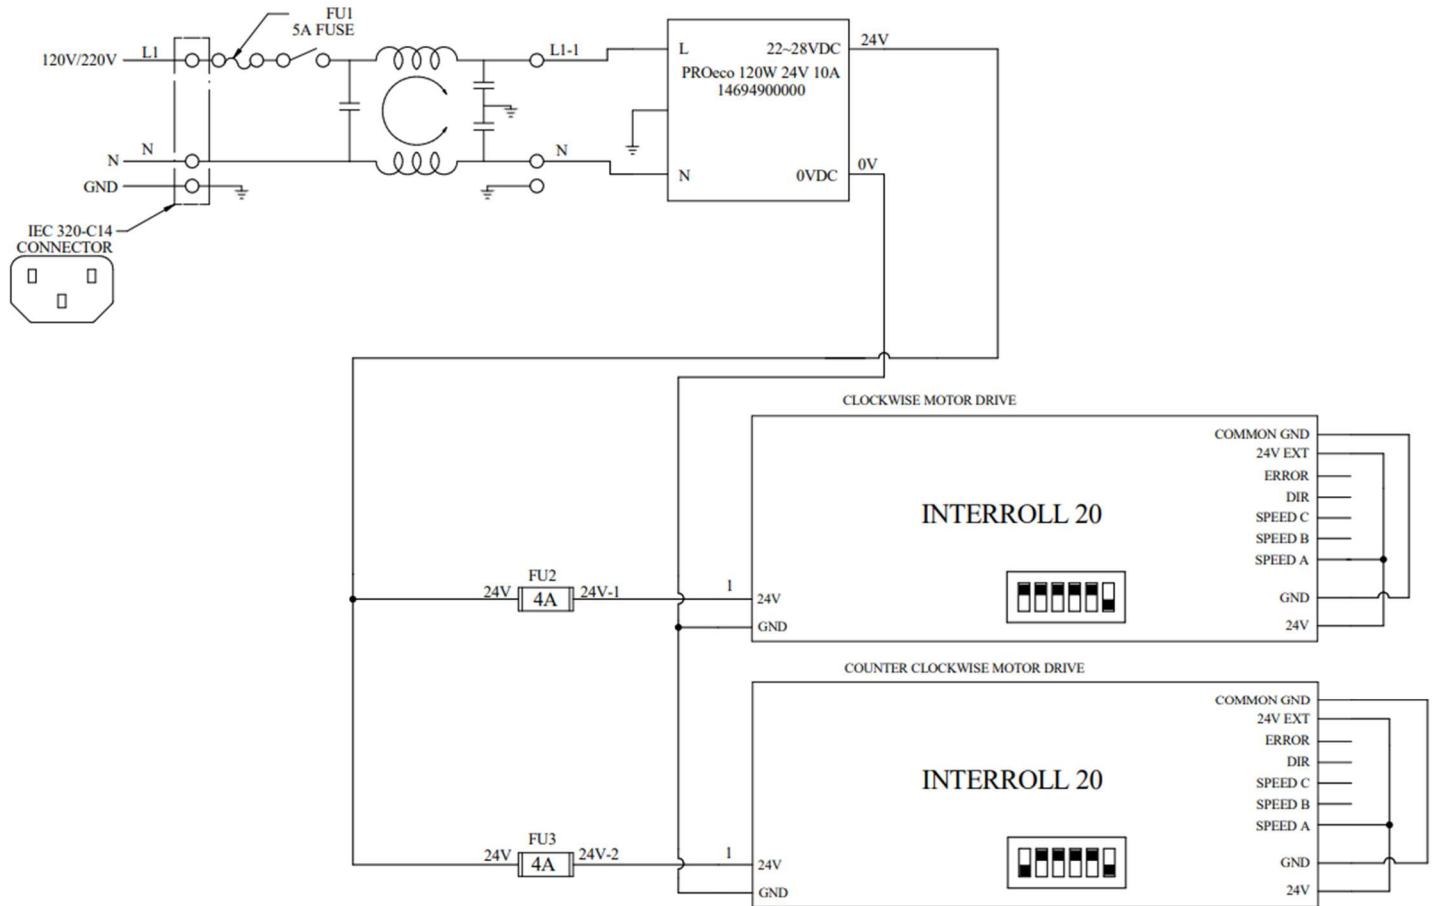 FU1
5A FUSE
120V/220V
L1
L1-1
N
N
N
GND
IEC 320-C14
CONNECTOR
L
22~28VDC
24V
PROeco 120W 24V 10A
14694900000
N
0VDC
0V
CLOCKWISE MOTOR DRIVE
COMMON GND
24V EXT
ERROR
DIR
INTERROLL 20
SPEED C
SPEED B
SPEED A
FU2
24V
4A
24V-1
1
24V
GND
GND
24V
COUNTER CLOCKWISE MOTOR DRIVE
COMMON GND
24V EXT
ERROR
DIR
INTERROLL 20
SPEED C
SPEED B
SPEED A
FU3
24V
4A
24V-2
1
24V
GND
GND
24V